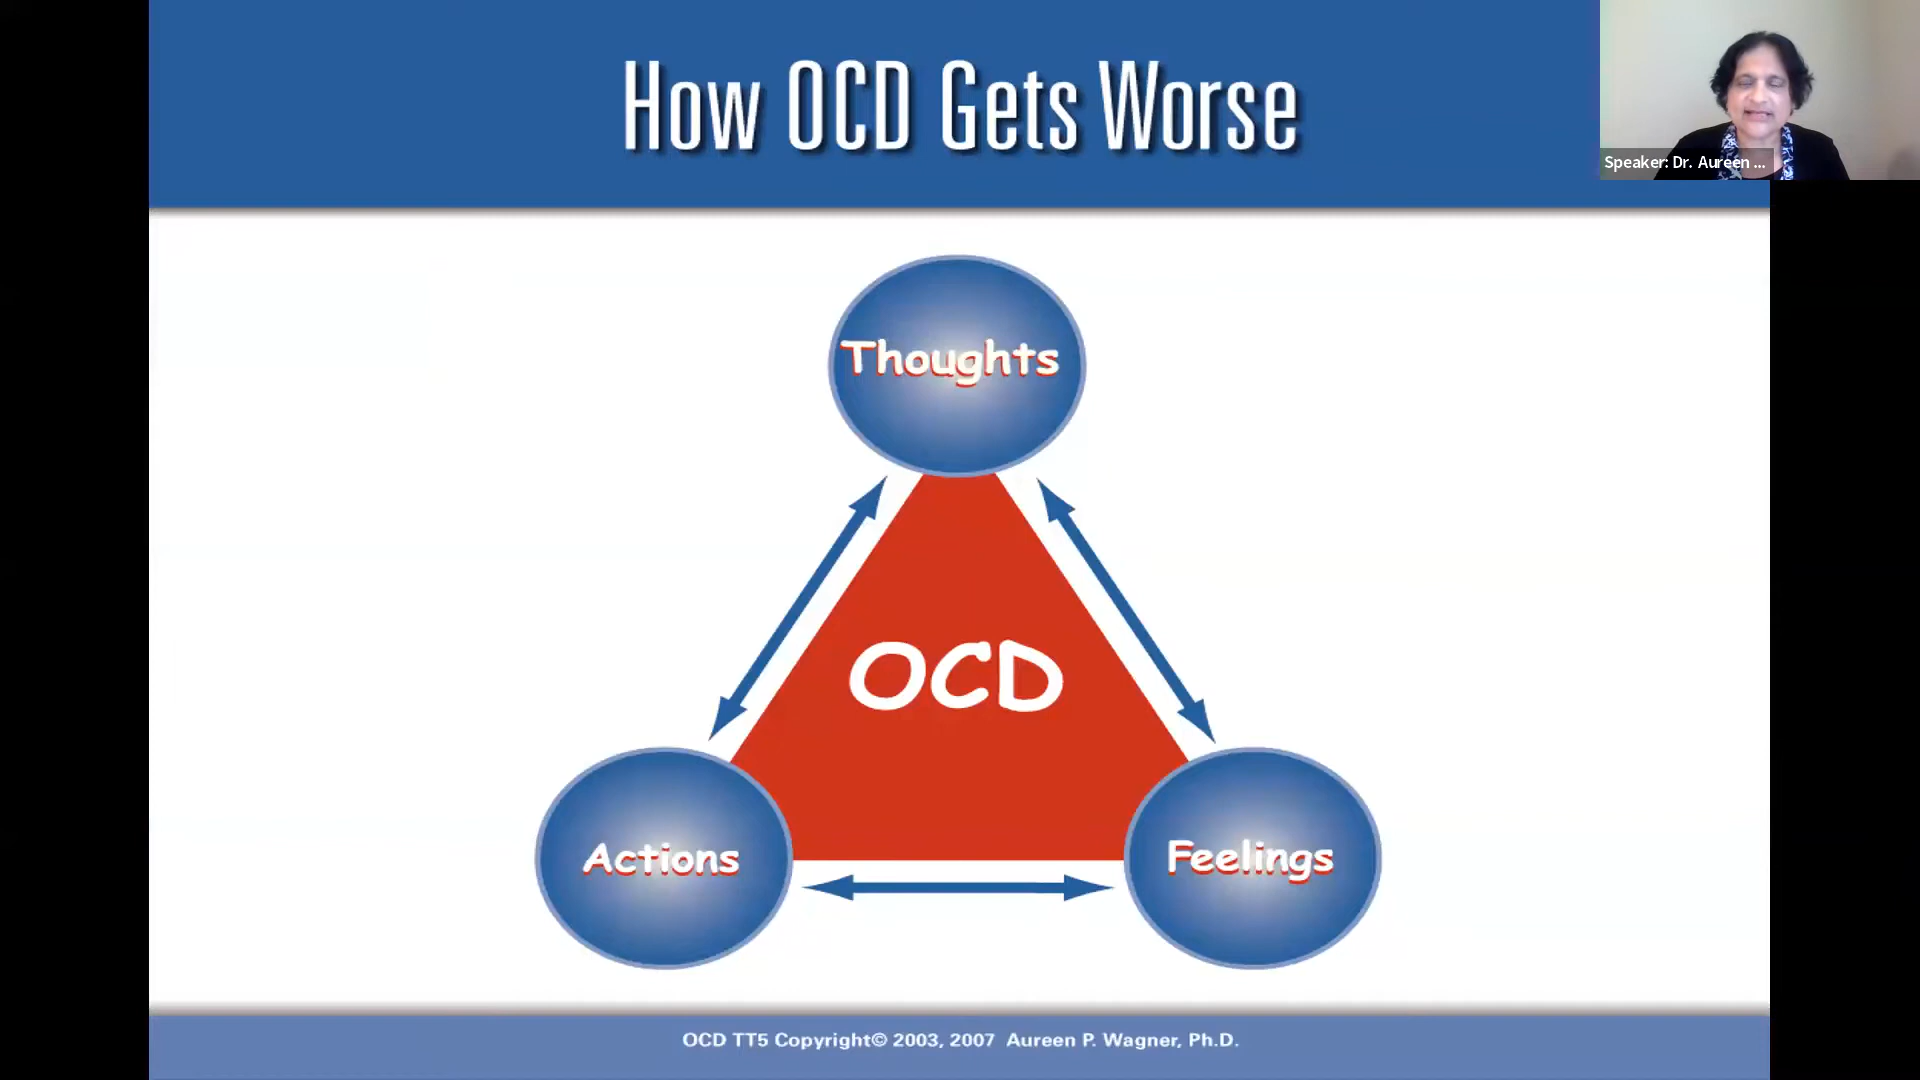 How OCD Gets Worse
Speaker: Dr. Aureen ...
Thoughts
OCD
Actions
Feelings
OCD TT5 Copyright© 2003, 2007 Aureen P. Wagner, Ph.D.